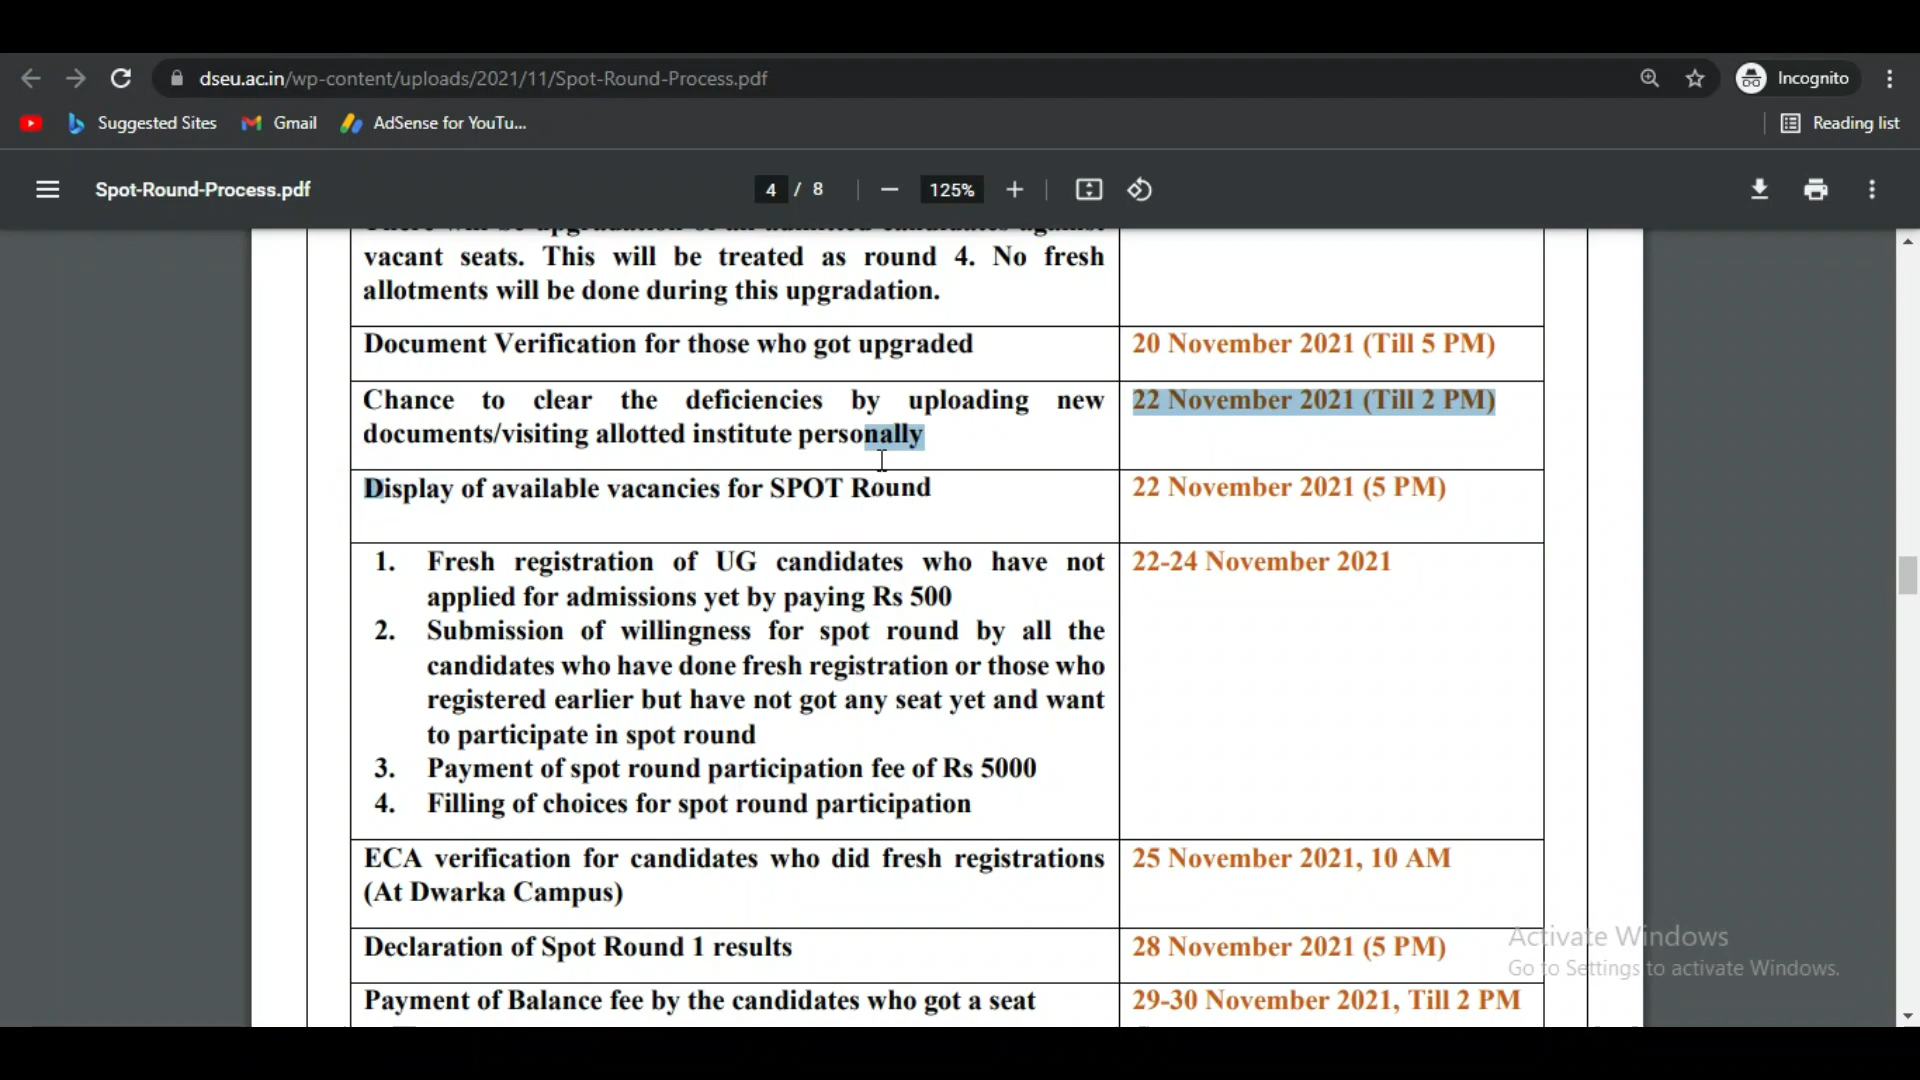 dseu.ac.in/wp-content/uploads/2021/11/Spot-Round-Process.pdf
Incognito
Suggested Sites
Gmail
AdSense for YouTu...
Reading list
Spot-Round-Process.pdf
4 / 8
125%
vacant seats. This will be treated as round 4. No fresh
allotments will be done during this upgradation.
Document Verification for those who got upgraded
20 November 2021 (Till 5 PM)
Chance to clear the deficiencies by uploading new
documents/visiting allotted institute personally
22 November 2021 (Till 2 PM)
Display of available vacancies for SPOT Round
22 November 2021 (5 PM)
1. Fresh registration of UG candidates who have not
applied for admissions yet by paying Rs 500
2. Submission of willingness for spot round by all the
candidates who have done fresh registration or those who
registered earlier but have not got any seat yet and want
to participate in spot round
3. Payment of spot round participation fee of Rs 5000
4. Filling of choices for spot round participation
22-24 November 2021
ECA verification for candidates who did fresh registrations
(At Dwarka Campus)
25 November 2021, 10 AM
Declaration of Spot Round 1 results
28 November 2021 (5 PM)
Payment of Balance fee by the candidates who got a seat
29-30 November 2021, Till 2 PM
Activate Windows
Go to Settings to activate Windows.